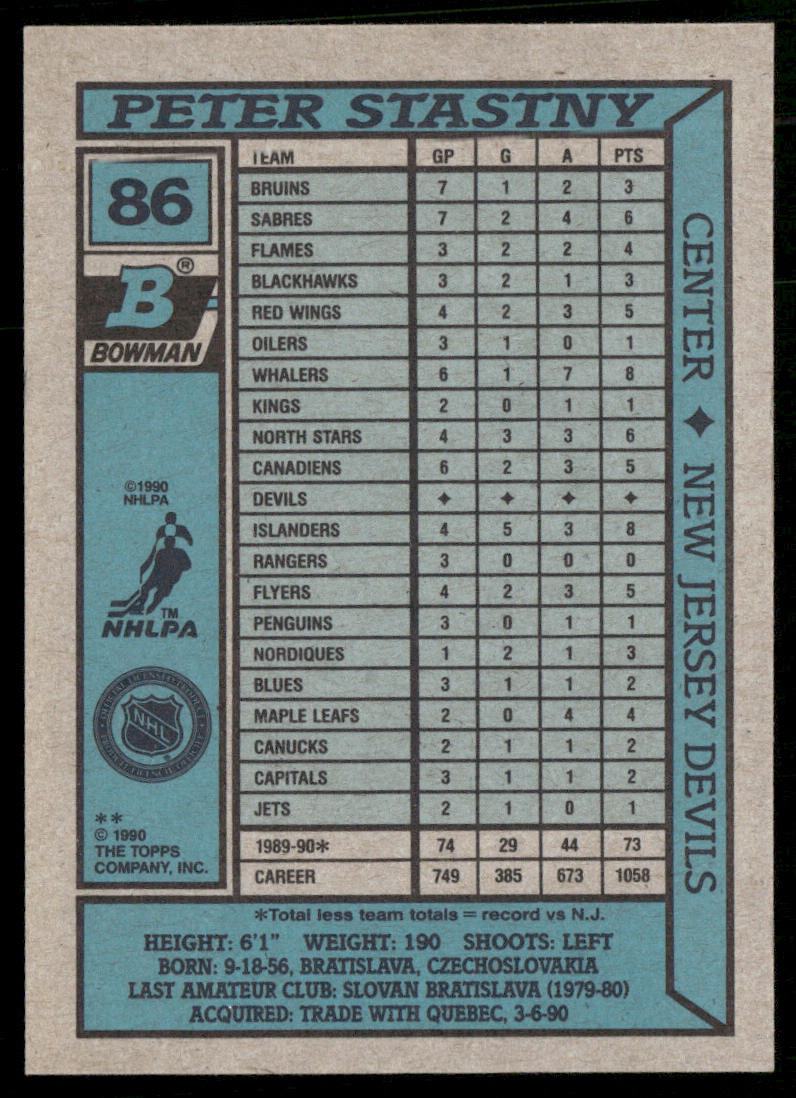 PETER STASTNY
86
B®
BOWMAN
©1990
NHLPA
TM
NHLPA
NHL
**
© 1990
THE TOPPS
COMPANY, INC.
TEAM GP G A PTS
BRUINS 7 1 2 3
SABRES 7 2 4 6
FLAMES 3 2 2 4
BLACKHAWKS 3 2 1 3
RED WINGS 4 2 3 5
OILERS 3 1 0 1
WHALERS 6 1 7 8
KINGS 2 0 1 1
NORTH STARS 4 3 3 6
CANADIENS 6 2 3 5
DEVILS ✦ ✦ ✦ ✦
ISLANDERS 4 5 3 8
RANGERS 3 0 0 0
FLYERS 4 2 3 5
PENGUINS 3 0 1 1
NORDIQUES 1 2 1 3
BLUES 3 1 1 2
MAPLE LEAFS 2 0 4 4
CANUCKS 2 1 1 2
CAPITALS 3 1 1 2
JETS 2 1 0 1
1989-90* 74 29 44 73
CAREER 749 385 673 1058
CENTER ✦ NEW JERSEY DEVILS
*Total less team totals = record vs N.J.
HEIGHT: 6'1" WEIGHT: 190 SHOOTS: LEFT
BORN: 9-18-56, BRATISLAVA, CZECHOSLOVAKIA
LAST AMATEUR CLUB: SLOVAN BRATISLAVA (1979-80)
ACQUIRED: TRADE WITH QUEBEC, 3-6-90